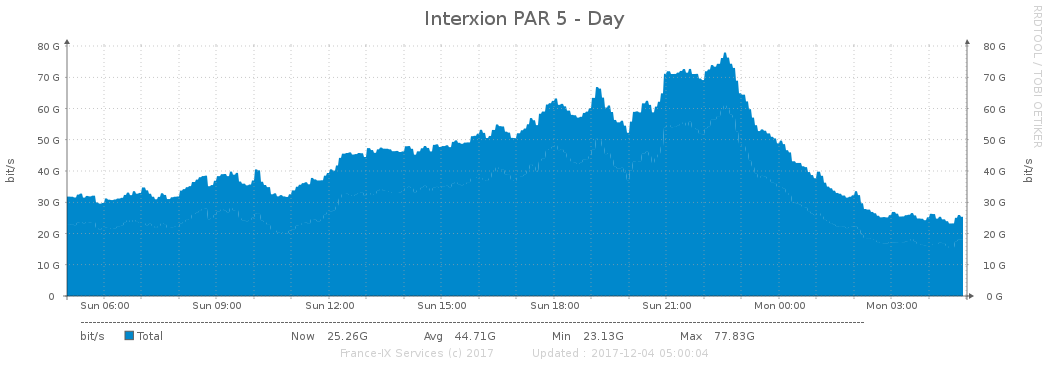 Interxion PAR 5 - Day
RRDTOOL / TOBI OETIKER
bit/s
80 G
70 G
60 G
50 G
40 G
30 G
20 G
10 G
0
80 G
70 G
60 G
50 G
40 G
30 G
20 G
10 G
0 G
bit/s
Sun 06:00 Sun 09:00 Sun 12:00 Sun 15:00 Sun 18:00 Sun 21:00 Mon 00:00 Mon 03:00
bit/s Total Now 25.26G Avg 44.71G Min 23.13G Max 77.83G
France-IX Services (c) 2017 Updated : 2017-12-04 05:00:04